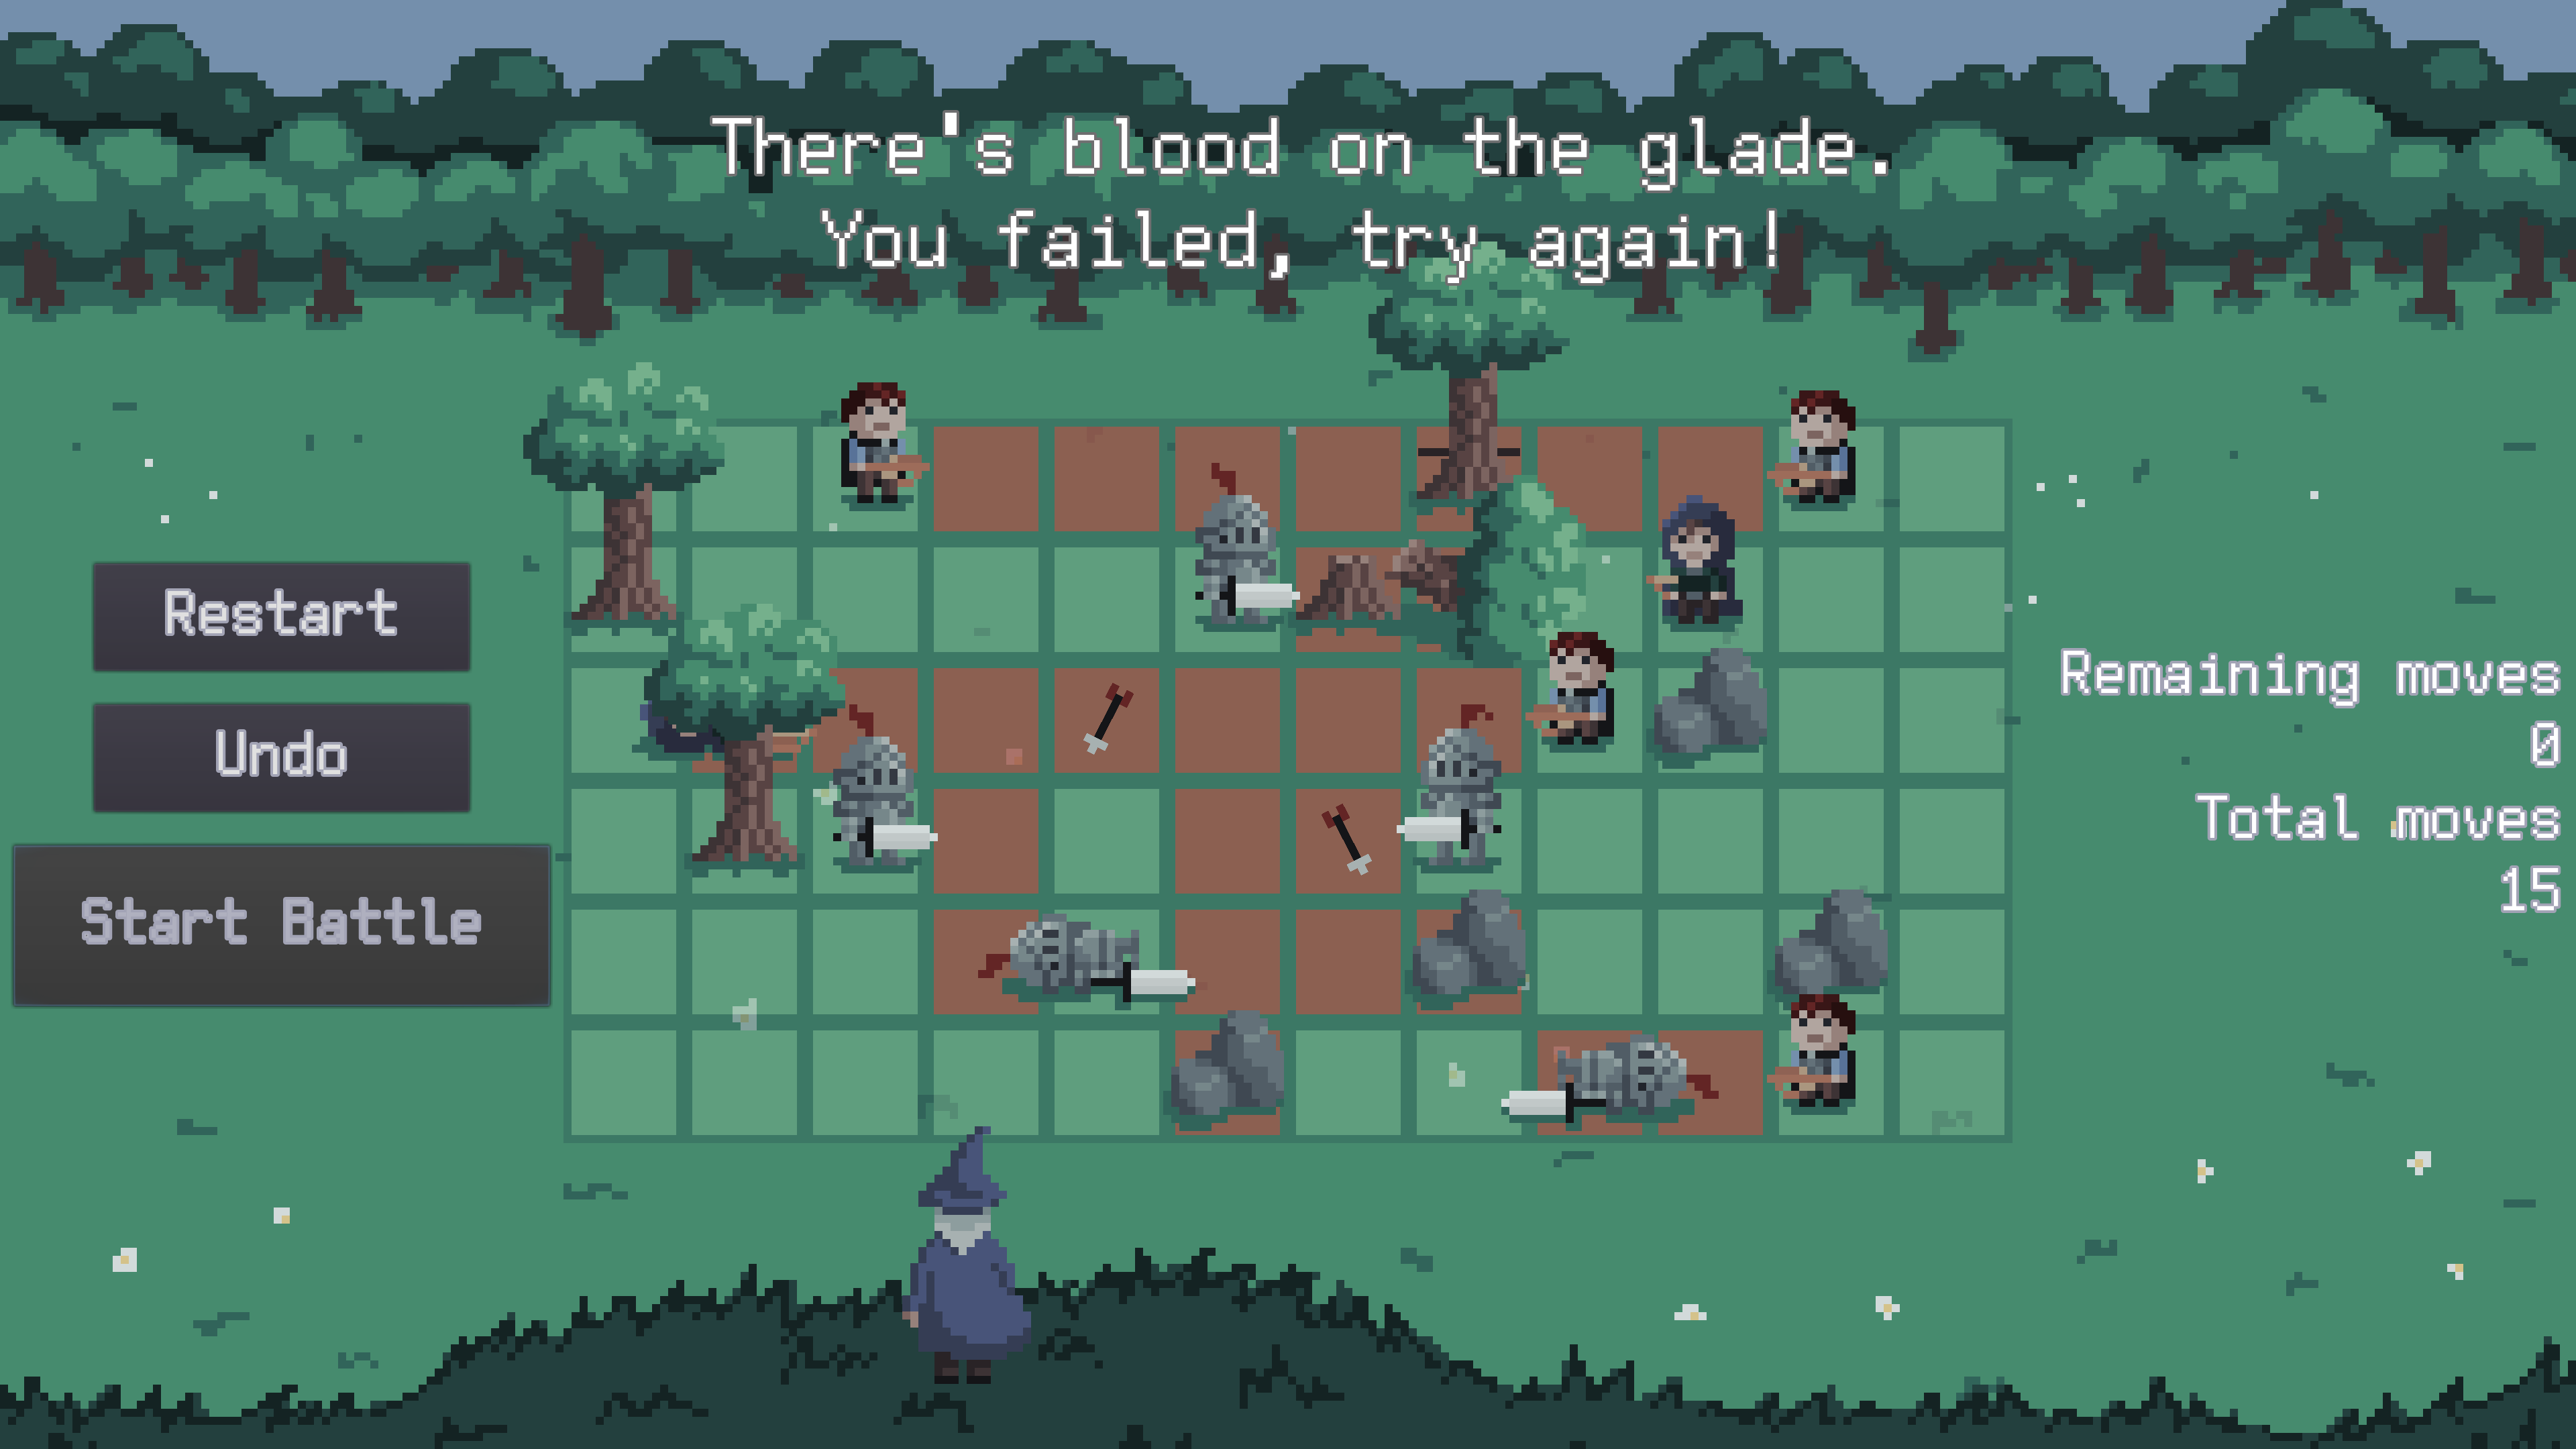 There's blood on the glade.
You failed, try again!
Restart
Undo
Start Battle
Remaining moves
0
Total moves
15